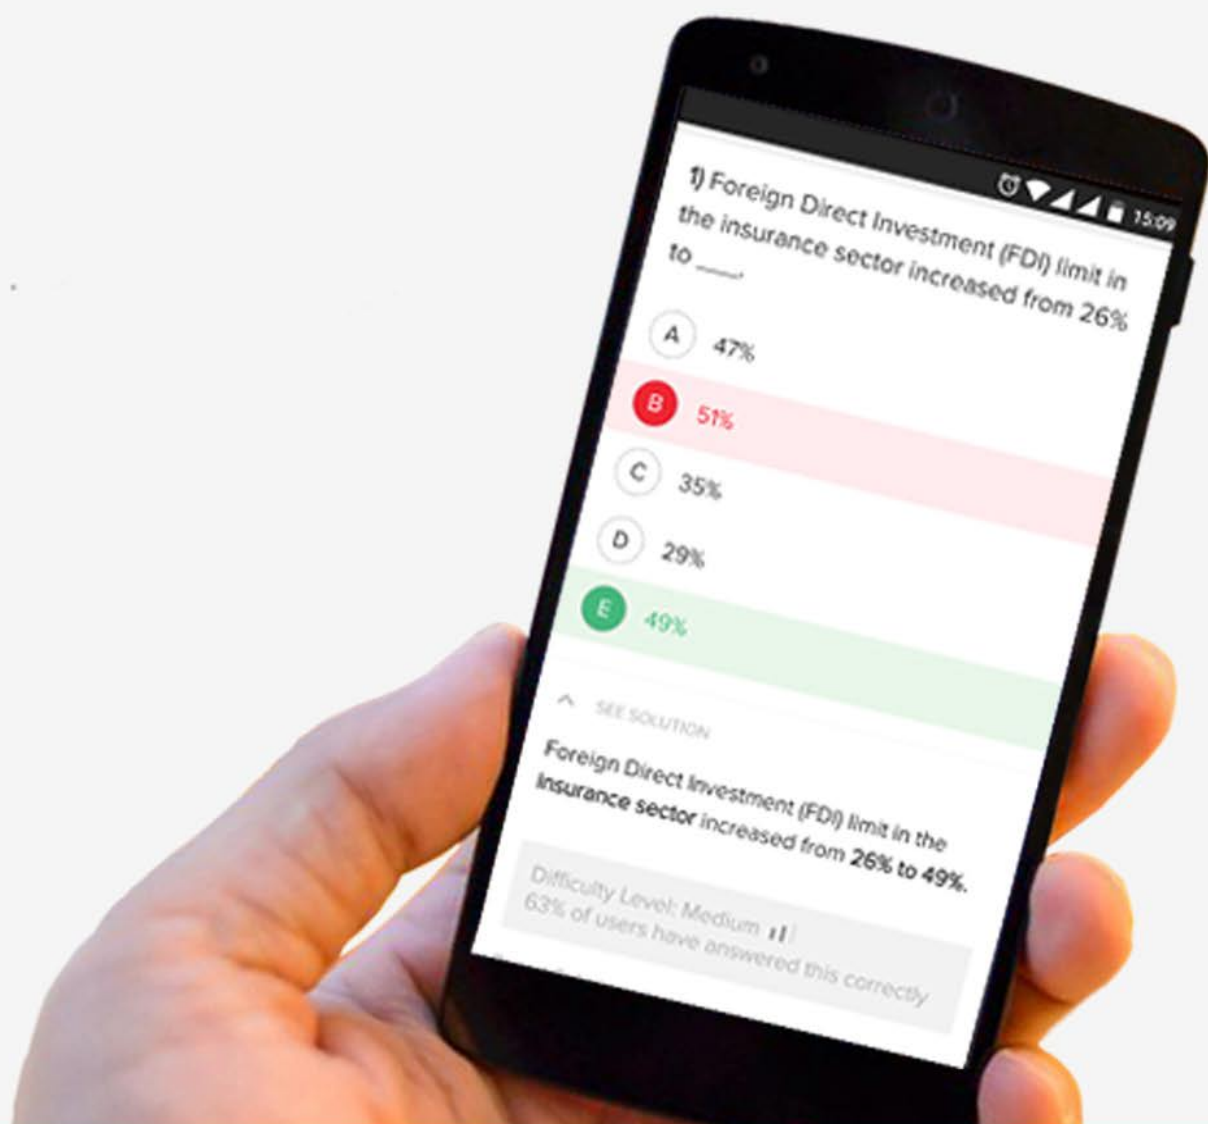 15:09
1) Foreign Direct Investment (FDI) limit in
the insurance sector increased from 26%
to ____.
A 47%
B 51%
C 35%
D 29%
E 49%
SEE SOLUTION
Foreign Direct Investment (FDI) limit in the
Insurance sector increased from 26% to 49%.
Difficulty Level: Medium
63% of users have answered this correctly